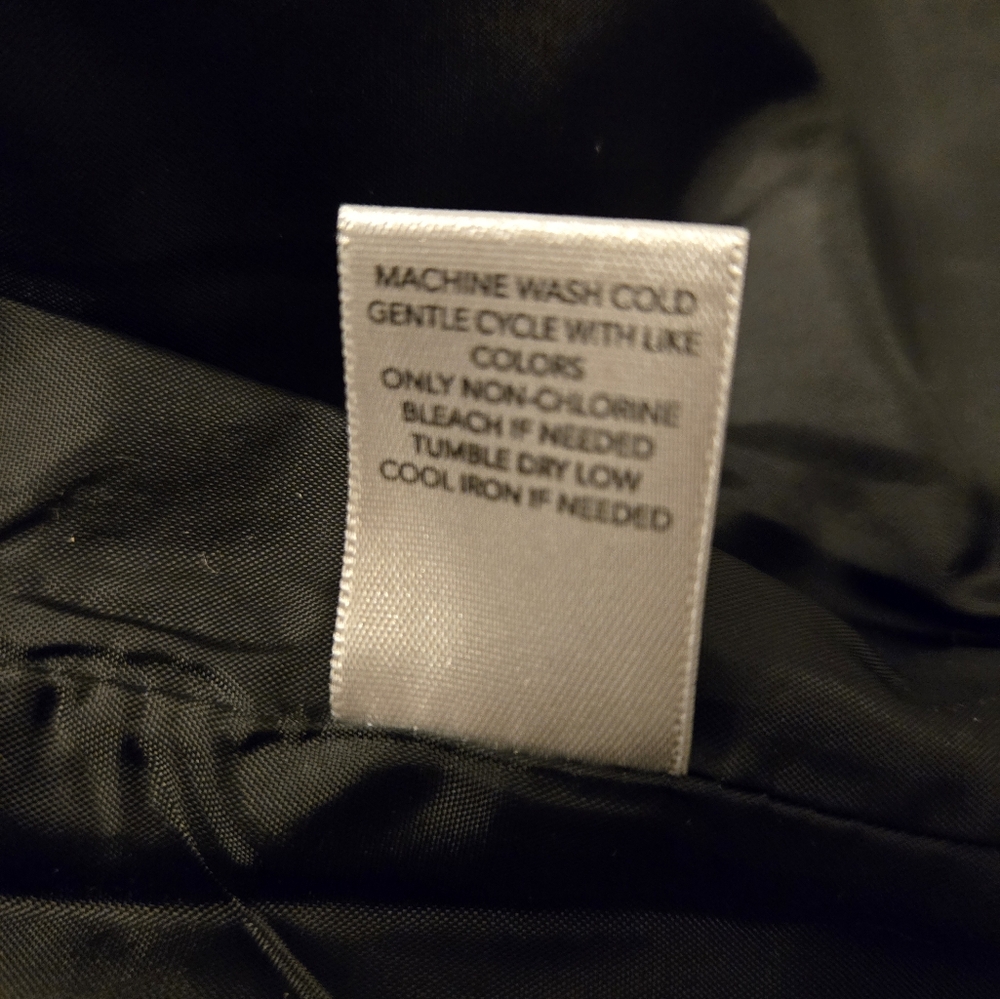 MACHINE WASH COLD
GENTLE CYCLE WITH LIKE
COLORS
ONLY NON-CHLORINE
BLEACH IF NEEDED
TUMBLE DRY LOW
COOL IRON IF NEEDED